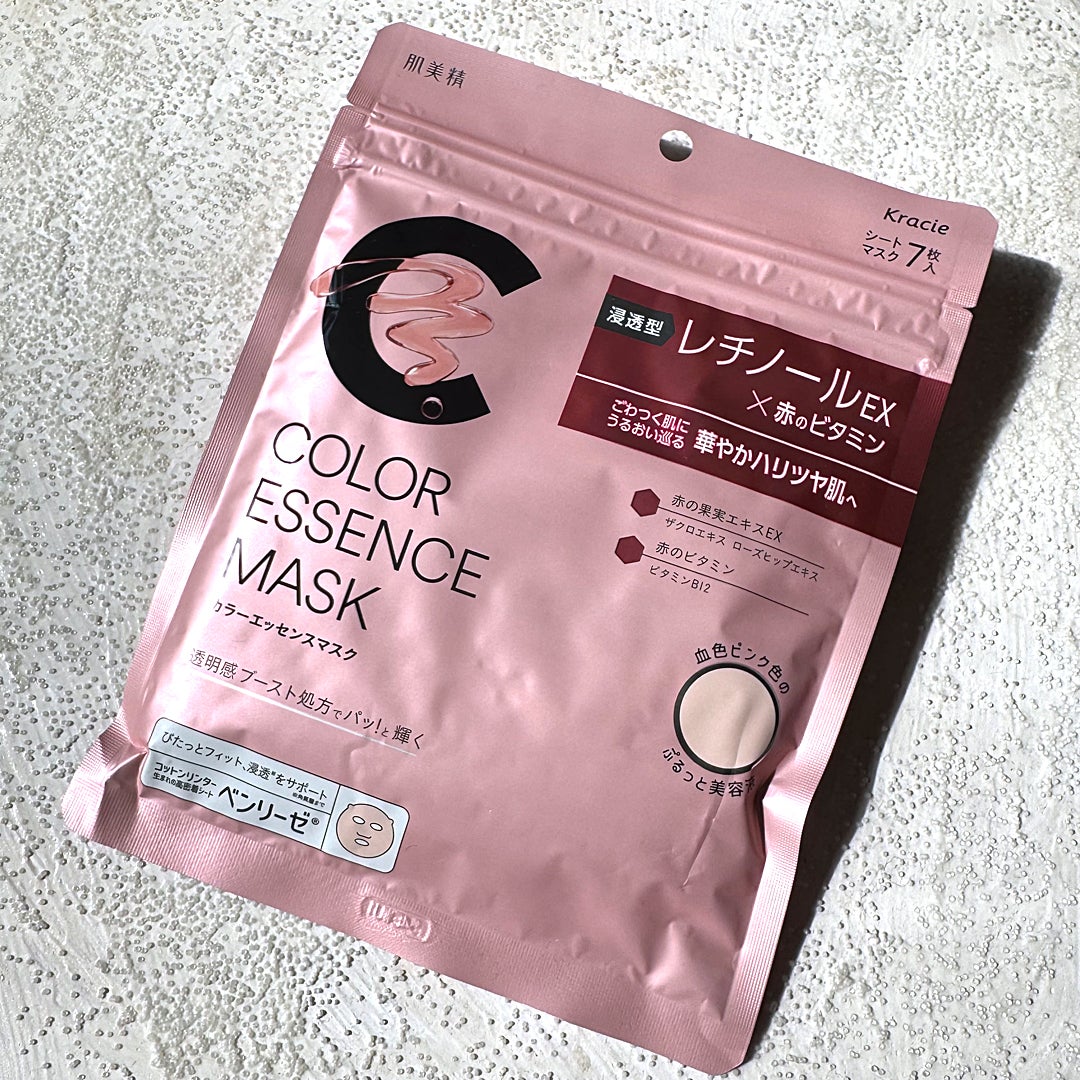 肌美精
Kracie
シート
マスク 7枚入
浸透型 レチノールEX
×赤のビタミン
ごわつく肌に
うるおい巡る 華やかハリツヤ肌へ
赤の果実エキスEX
ザクロエキス ローズヒップエキス
赤のビタミン
ビタミンB12
COLOR
ESSENCE
MASK
カラーエッセンスマスク
透明感 ブースト処方でパッ!と輝く
血色ピンク色の
ぷるっと美容
ぴたっとフィット、浸透*をサポート
※角質層まで
コットンリンター
生まれの高密着シート ベンリーゼ®